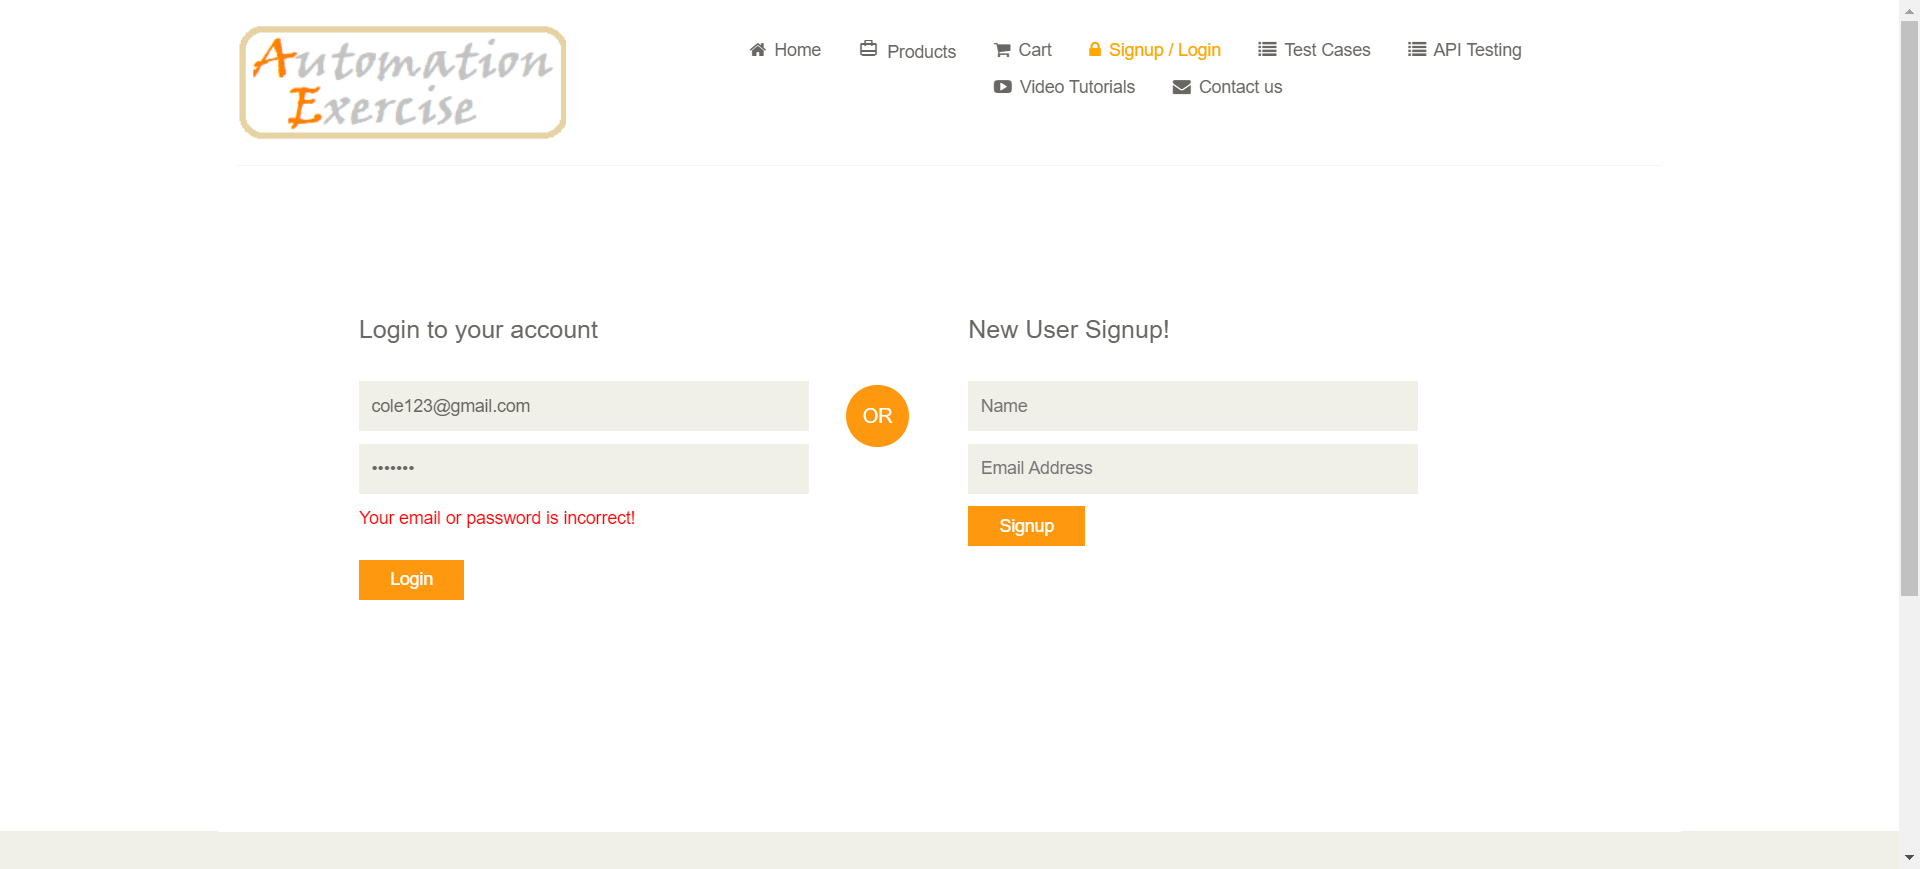 Automation
Exercise
Home
Products
Cart
Signup / Login
Test Cases
API Testing
Video Tutorials
Contact us
Login to your account
cole123@gmail.com
•••••••
Your email or password is incorrect!
Login
OR
New User Signup!
Name
Email Address
Signup